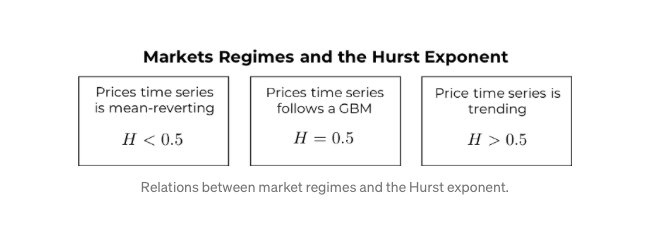 Markets Regimes and the Hurst Exponent
Prices time series
is mean-reverting
H < 0.5
Prices time series
follows a GBM
H = 0.5
Price time series is
trending
H > 0.5
Relations between market regimes and the Hurst exponent.